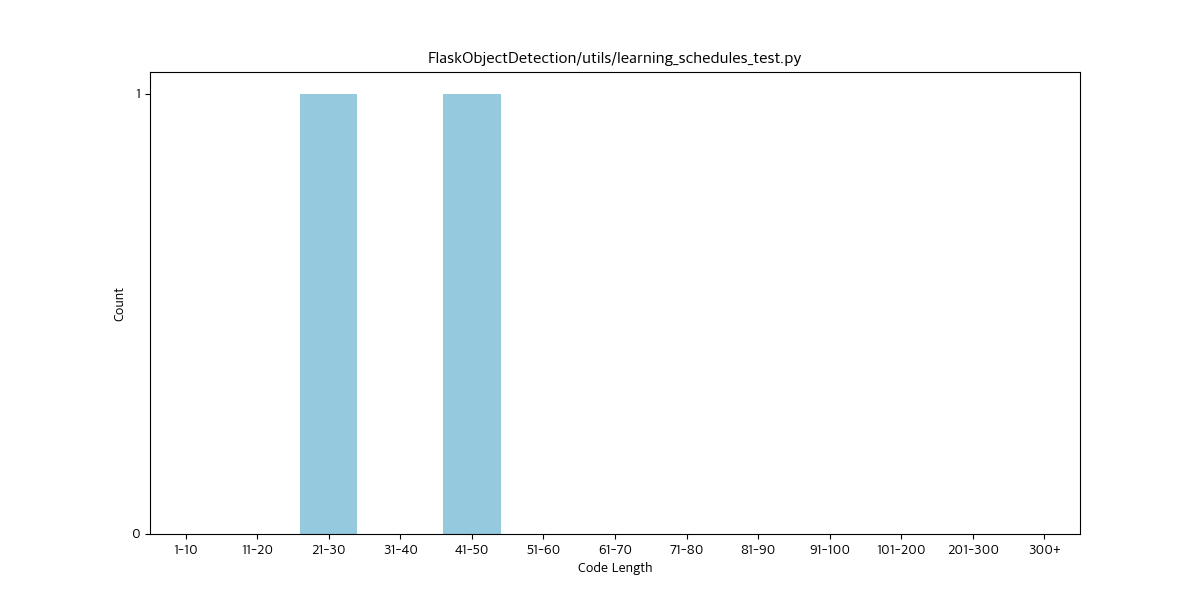 FlaskObjectDetection/utils/learning_schedules_test.py
1
Count
0
1-10 11-20 21-30 31-40 41-50 51-60 61-70 71-80 81-90 91-100 101-200 201-300 300+
Code Length